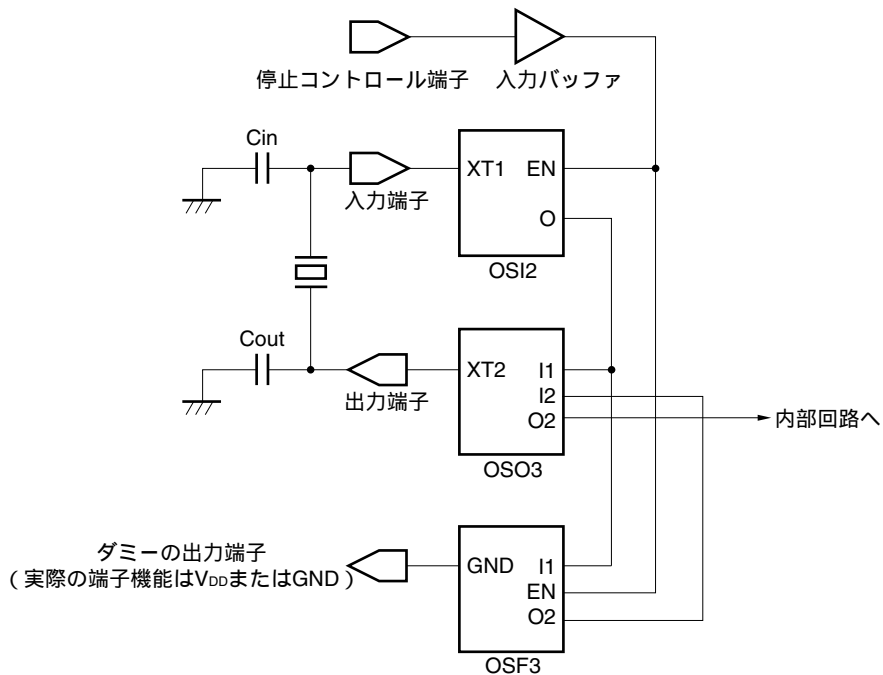 停止コントロール端子
入力バッファ
Cin
入力端子
XT1
EN
O
OSI2
Cout
出力端子
XT2
I1
I2
O2
OSO3
内部回路へ
ダミーの出力端子
（実際の端子機能はVDDまたはGND）
GND
I1
EN
O2
OSF3